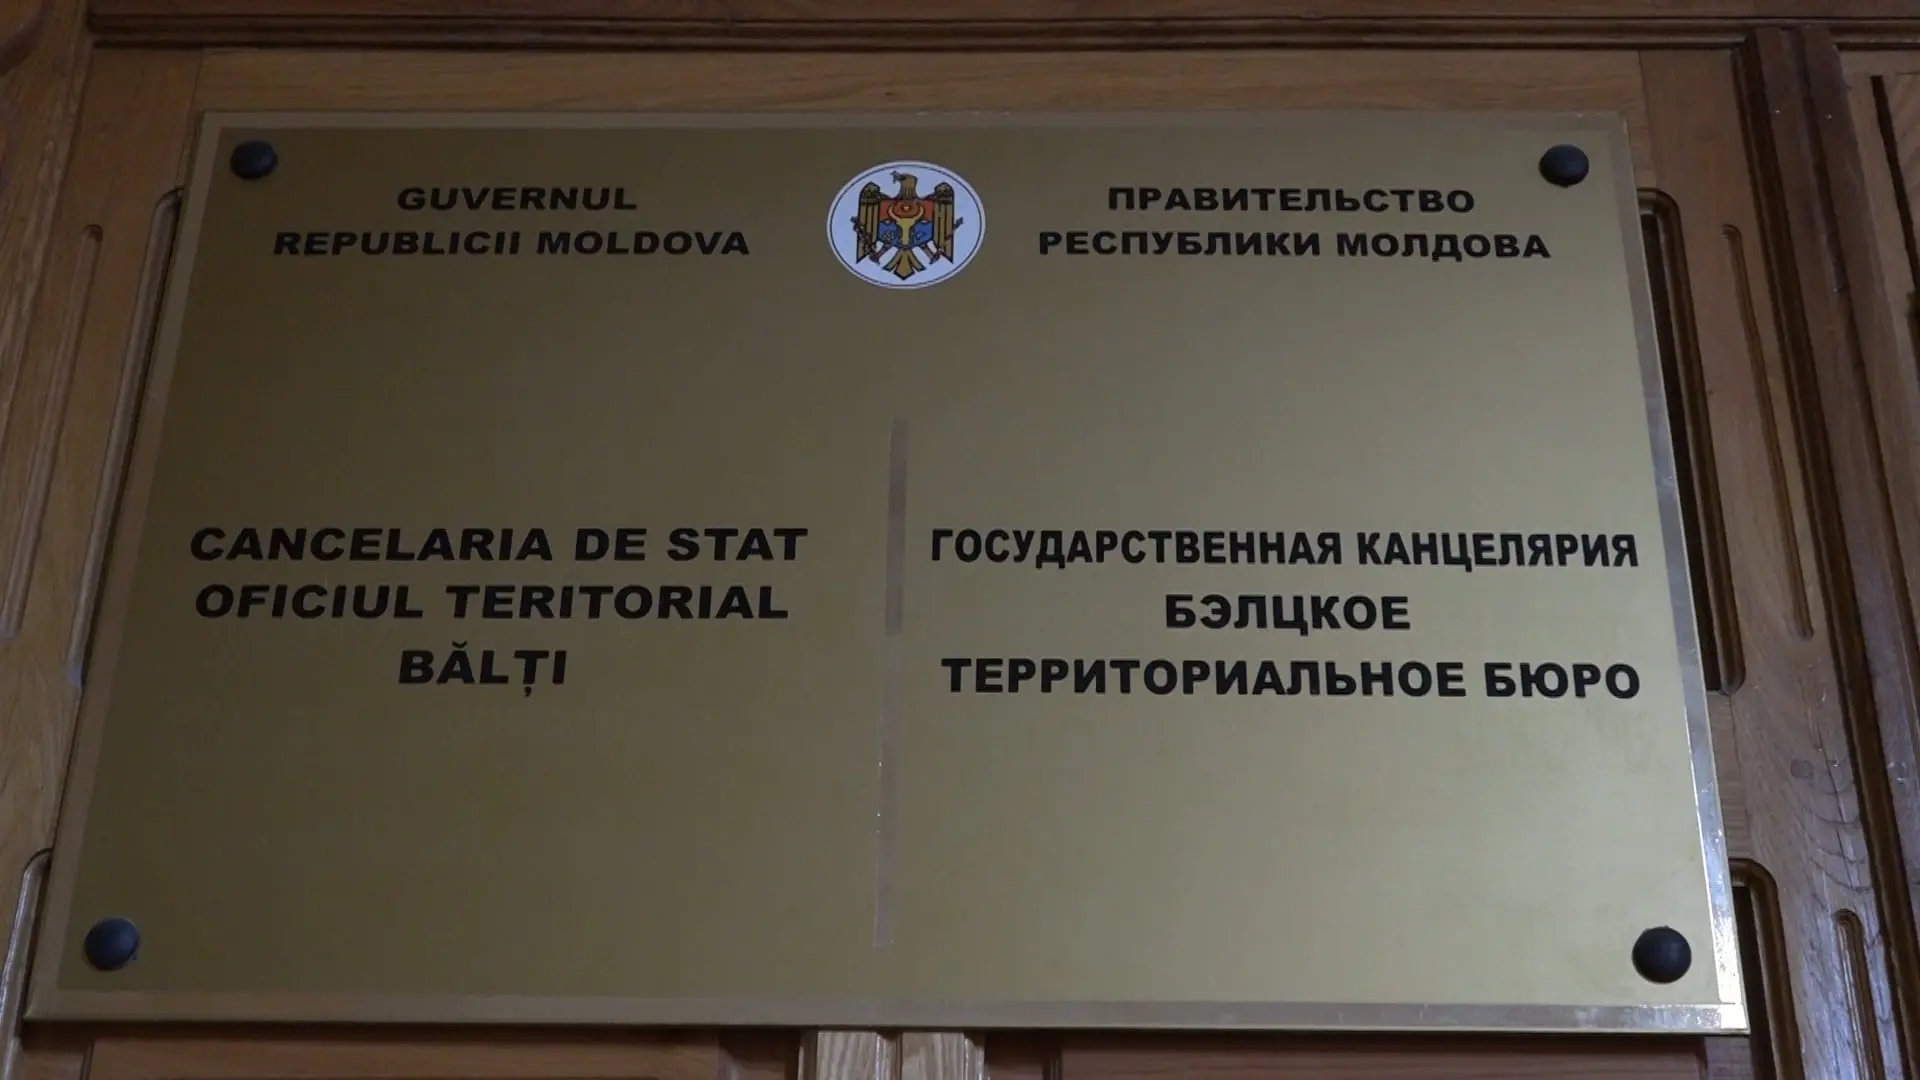 GUVERNUL
REPUBLICII MOLDOVA
ПРАВИТЕЛЬСТВО
РЕСПУБЛИКИ МОЛДОВА
CANCELARIA DE STAT
OFICIUL TERITORIAL
BĂLȚI
ГОСУДАРСТВЕННАЯ КАНЦЕЛЯРИЯ
БЭЛЦКОЕ
ТЕРРИТОРИАЛЬНОЕ БЮРО